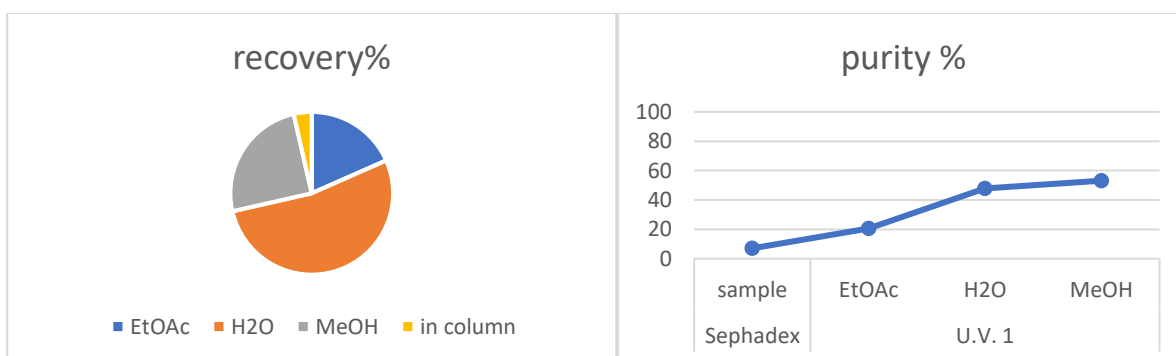 recovery%
EtOAc H2O MeOH in column
purity %
100
80
60
40
20
0
sample EtOAc H2O MeOH
Sephadex U.V. 1